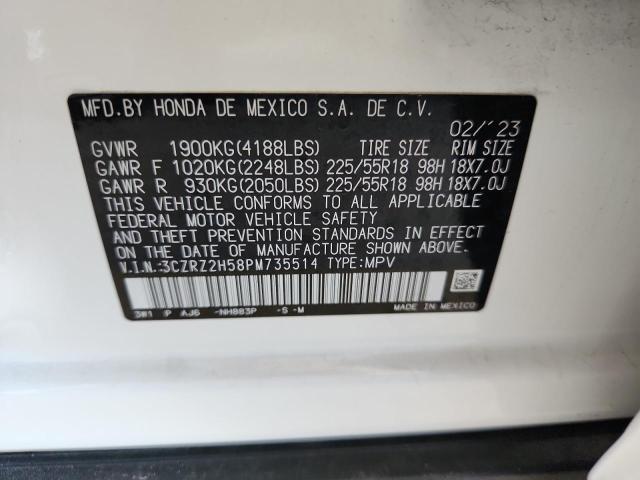 MFD.BY HONDA DE MEXICO S.A. DE C.V.
02/'23
GVWR 1900KG(4188LBS) TIRE SIZE RIM SIZE
GAWR F 1020KG(2248LBS) 225/55R18 98H 18X7.0J
GAWR R 930KG(2050LBS) 225/55R18 98H 18X7.0J
THIS VEHICLE CONFORMS TO ALL APPLICABLE
FEDERAL MOTOR VEHICLE SAFETY
AND THEFT PREVENTION STANDARDS IN EFFECT
ON THE DATE OF MANUFACTURE SHOWN ABOVE.
V.I.N.:3CZRZ2H58PM735514 TYPE:MPV
3W1 P AJ6 -NH883P -S -M MADE IN MEXICO